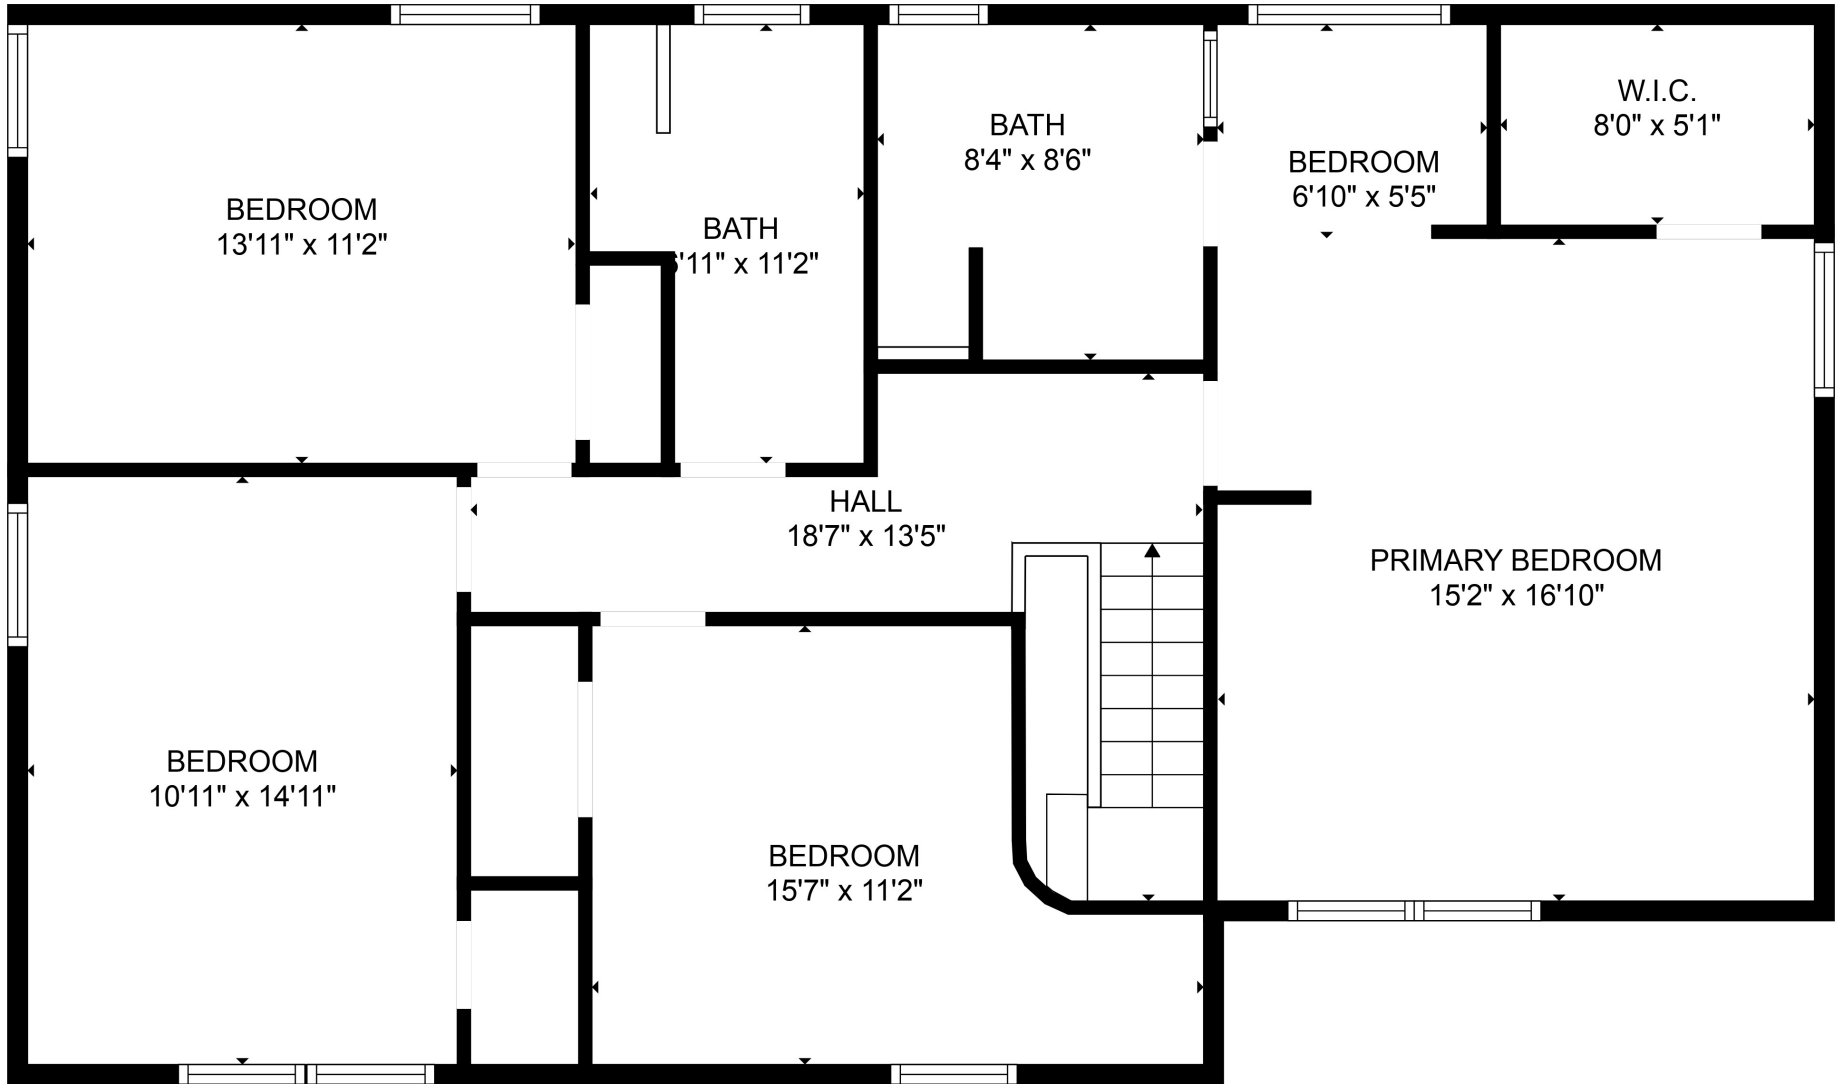 W.I.C.
8'0" x 5'1"
BATH
8'4" x 8'6"
BEDROOM
6'10" x 5'5"
BEDROOM
13'11" x 11'2"
BATH
'11" x 11'2"
HALL
18'7" x 13'5"
PRIMARY BEDROOM
15'2" x 16'10"
BEDROOM
10'11" x 14'11"
BEDROOM
15'7" x 11'2"